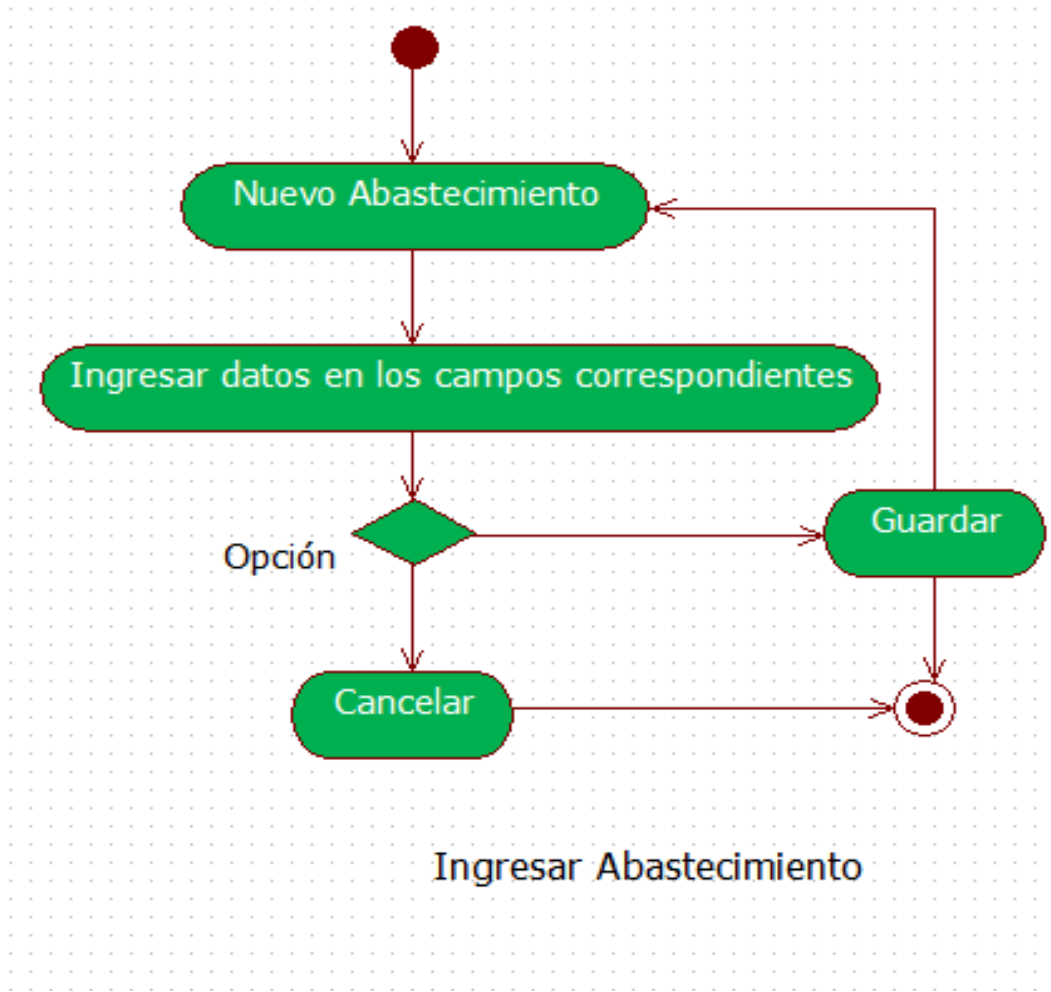 Nuevo Abastecimiento
Ingresar datos en los campos correspondientes
Opción
Guardar
Cancelar
Ingresar Abastecimiento